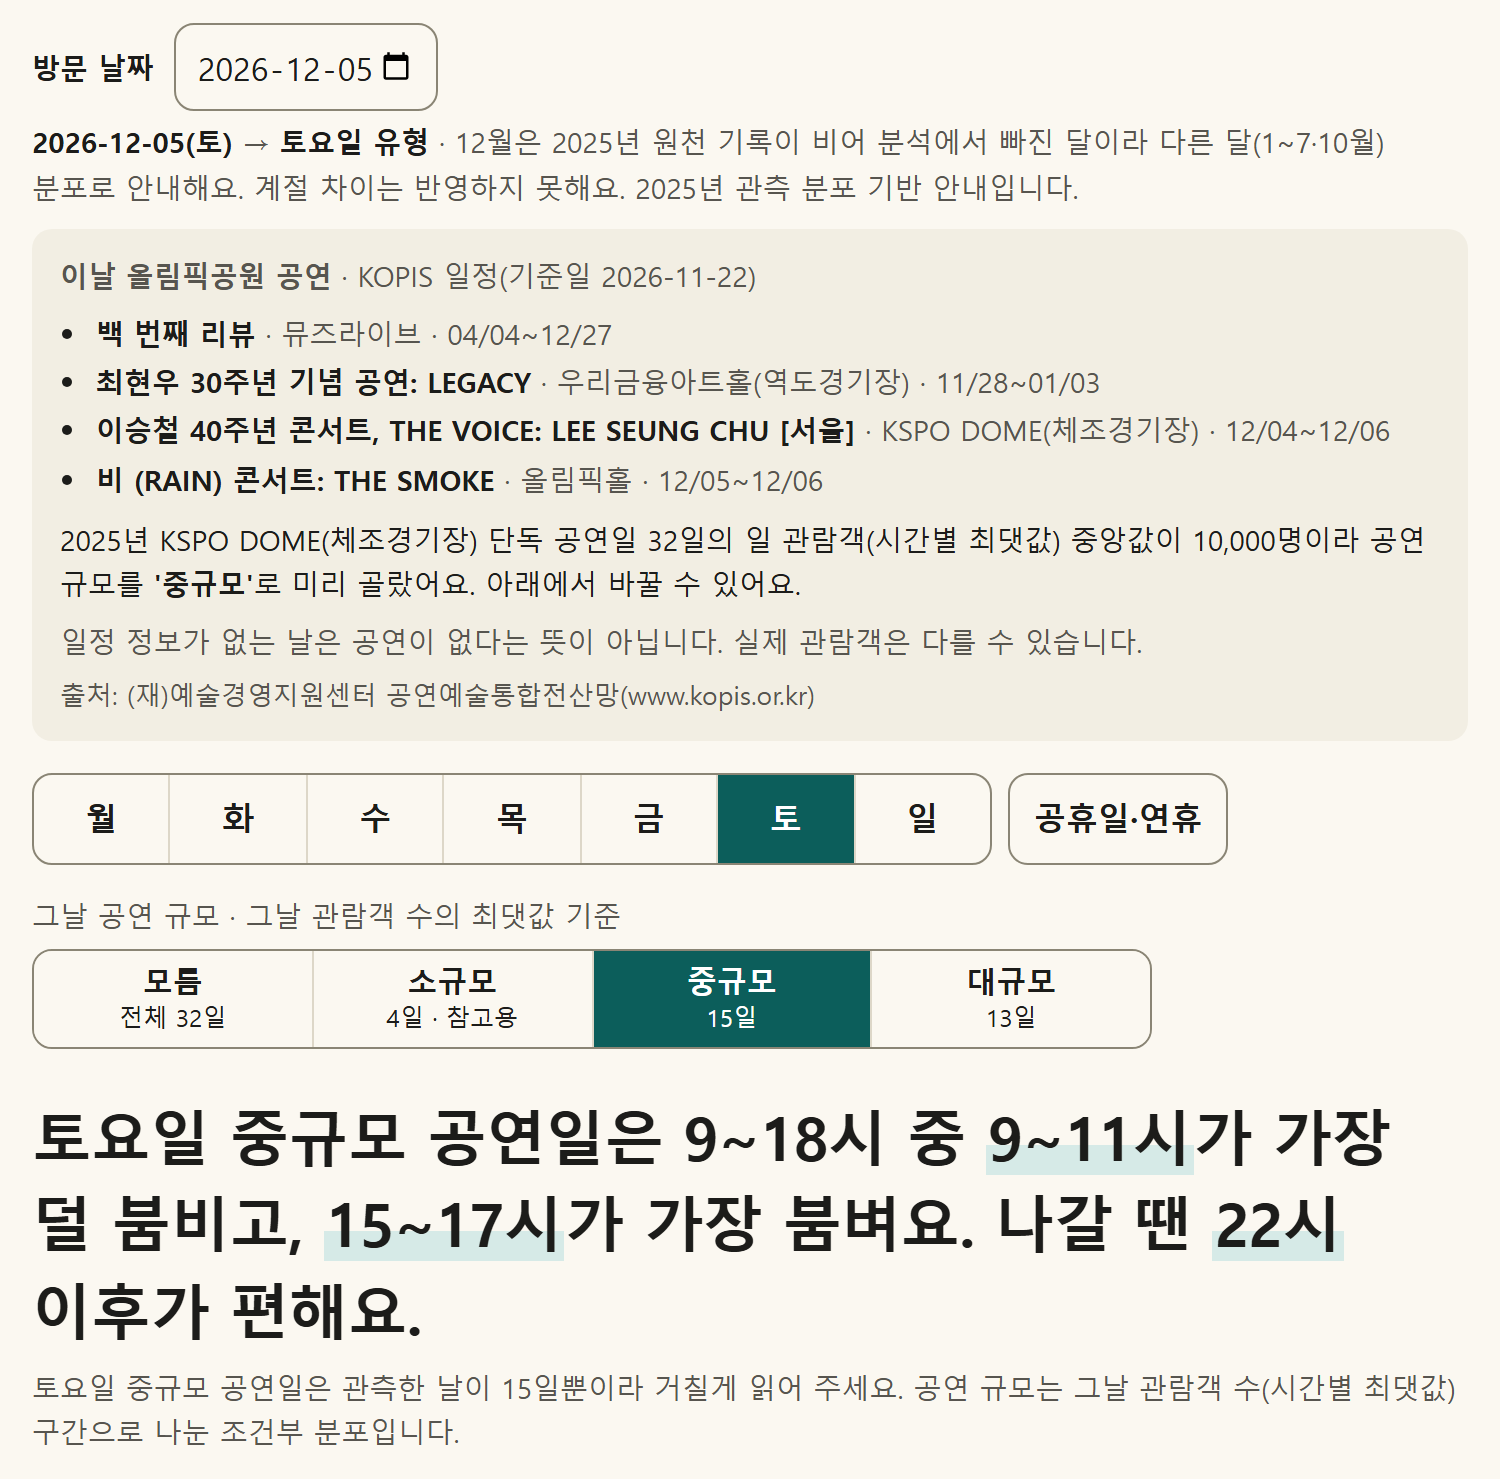 방문 날짜 2026-12-05
2026-12-05(토) → 토요일 유형 · 12월은 2025년 원천 기록이 비어 분석에서 빠진 달이라 다른 달(1~7·10월)
분포로 안내해요. 계절 차이는 반영하지 못해요. 2025년 관측 분포 기반 안내입니다.
이날 올림픽공원 공연 · KOPIS 일정(기준일 2026-11-22)
• 백 번째 리뷰 · 뮤즈라이브 · 04/04~12/27
• 최현우 30주년 기념 공연: LEGACY · 우리금융아트홀(역도경기장) · 11/28~01/03
• 이승철 40주년 콘서트, THE VOICE: LEE SEUNG CHU [서울] · KSPO DOME(체조경기장) · 12/04~12/06
• 비 (RAIN) 콘서트: THE SMOKE · 올림픽홀 · 12/05~12/06
2025년 KSPO DOME(체조경기장) 단독 공연일 32일의 일 관람객(시간별 최댓값) 중앙값이 10,000명이라 공연
규모를 '중규모'로 미리 골랐어요. 아래에서 바꿀 수 있어요.
일정 정보가 없는 날은 공연이 없다는 뜻이 아닙니다. 실제 관람객은 다를 수 있습니다.
출처: (재)예술경영지원센터 공연예술통합전산망(www.kopis.or.kr)
월 화 수 목 금 토 일 공휴일·연휴
그날 공연 규모 · 그날 관람객 수의 최댓값 기준
모듬 소규모 중규모 대규모
전체 32일 4일 · 참고용 15일 13일
토요일 중규모 공연일은 9~18시 중 9~11시가 가장
덜 붐비고, 15~17시가 가장 붐벼요. 나갈 땐 22시
이후가 편해요.
토요일 중규모 공연일은 관측한 날이 15일뿐이라 거칠게 읽어 주세요. 공연 규모는 그날 관람객 수(시간별 최댓값)
구간으로 나눈 조건부 분포입니다.